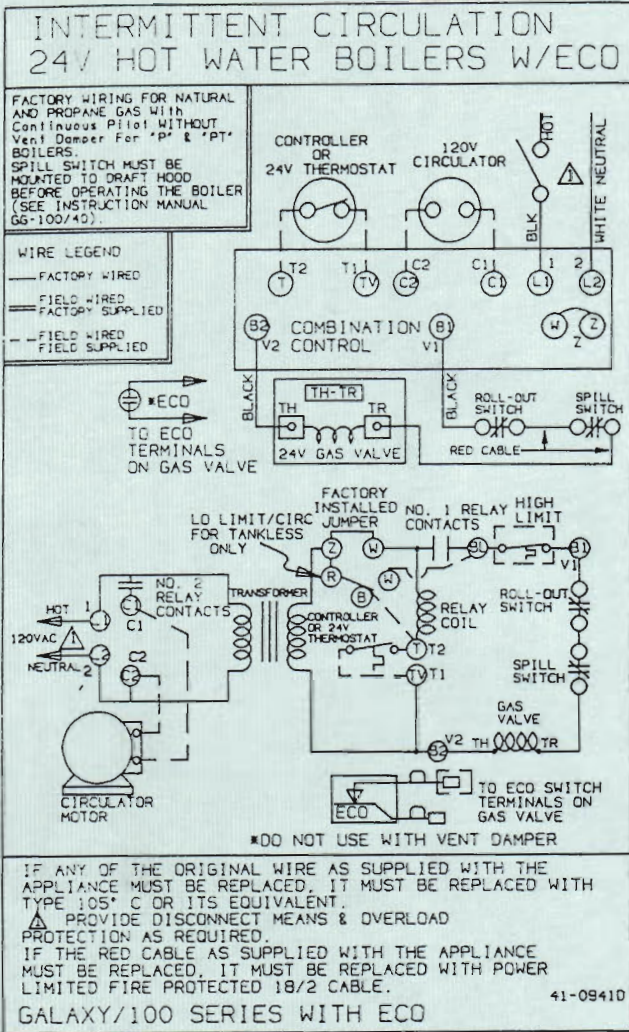 INTERMITTENT CIRCULATION
24V HOT WATER BOILERS W/ECO
FACTORY WIRING FOR NATURAL
AND PROPANE GAS With
Continuous Pilot WITHOUT
Vent Damper For "P" & "PT"
BOILERS.
SPILL SWITCH MUST BE
MOUNTED TO DRAFT HOOD
BEFORE OPERATING THE BOILER
(SEE INSTRUCTION MANUAL
GG-100/40).
WIRE LEGEND
FACTORY WIRED
FIELD WIRED
FACTORY SUPPLIED
FIELD WIRED
FIELD SUPPLIED
CONTROLLER
OR
24V THERMOSTAT
120V
CIRCULATOR
HOT
1
WHITE NEUTRAL
BLK
T2 T1 C2 C1 1 2
T TV C2 C1 L1 L2
B2 COMBINATION B1 W Z
V2 CONTROL V1 Z
BLACK
BLACK
*ECO
TO ECO
TERMINALS
ON GAS VALVE
TH-TR
TH TR
24V GAS VALVE
ROLL-OUT
SWITCH
SPILL
SWITCH
RED CABLE
LO LIMIT/CIRC
FOR TANKLESS
ONLY
FACTORY
INSTALLED
JUMPER
NO. 1 RELAY
CONTACTS
HIGH
LIMIT
Z W BL B1
V1
R W
B
NO. 2
RELAY
CONTACTS
TRANSFORMER
CONTROLLER
OR 24V
THERMOSTAT
RELAY
COIL
ROLL-OUT
SWITCH
HOT 1 L1 C1
120VAC 1
NEUTRAL 2 L2 C2
C2
T T2
TV T1
SPILL
SWITCH
GAS
VALVE
B2 V2 TH TR
CIRCULATOR
MOTOR
ECO
TO ECO SWITCH
TERMINALS ON
GAS VALVE
*DO NOT USE WITH VENT DAMPER
IF ANY OF THE ORIGINAL WIRE AS SUPPLIED WITH THE
APPLIANCE MUST BE REPLACED, IT MUST BE REPLACED WITH
TYPE 105° C OR ITS EQUIVALENT.
1 PROVIDE DISCONNECT MEANS & OVERLOAD
PROTECTION AS REQUIRED.
IF THE RED CABLE AS SUPPLIED WITH THE APPLIANCE
MUST BE REPLACED, IT MUST BE REPLACED WITH POWER
LIMITED FIRE PROTECTED 18/2 CABLE.
41-0941D
GALAXY/100 SERIES WITH ECO